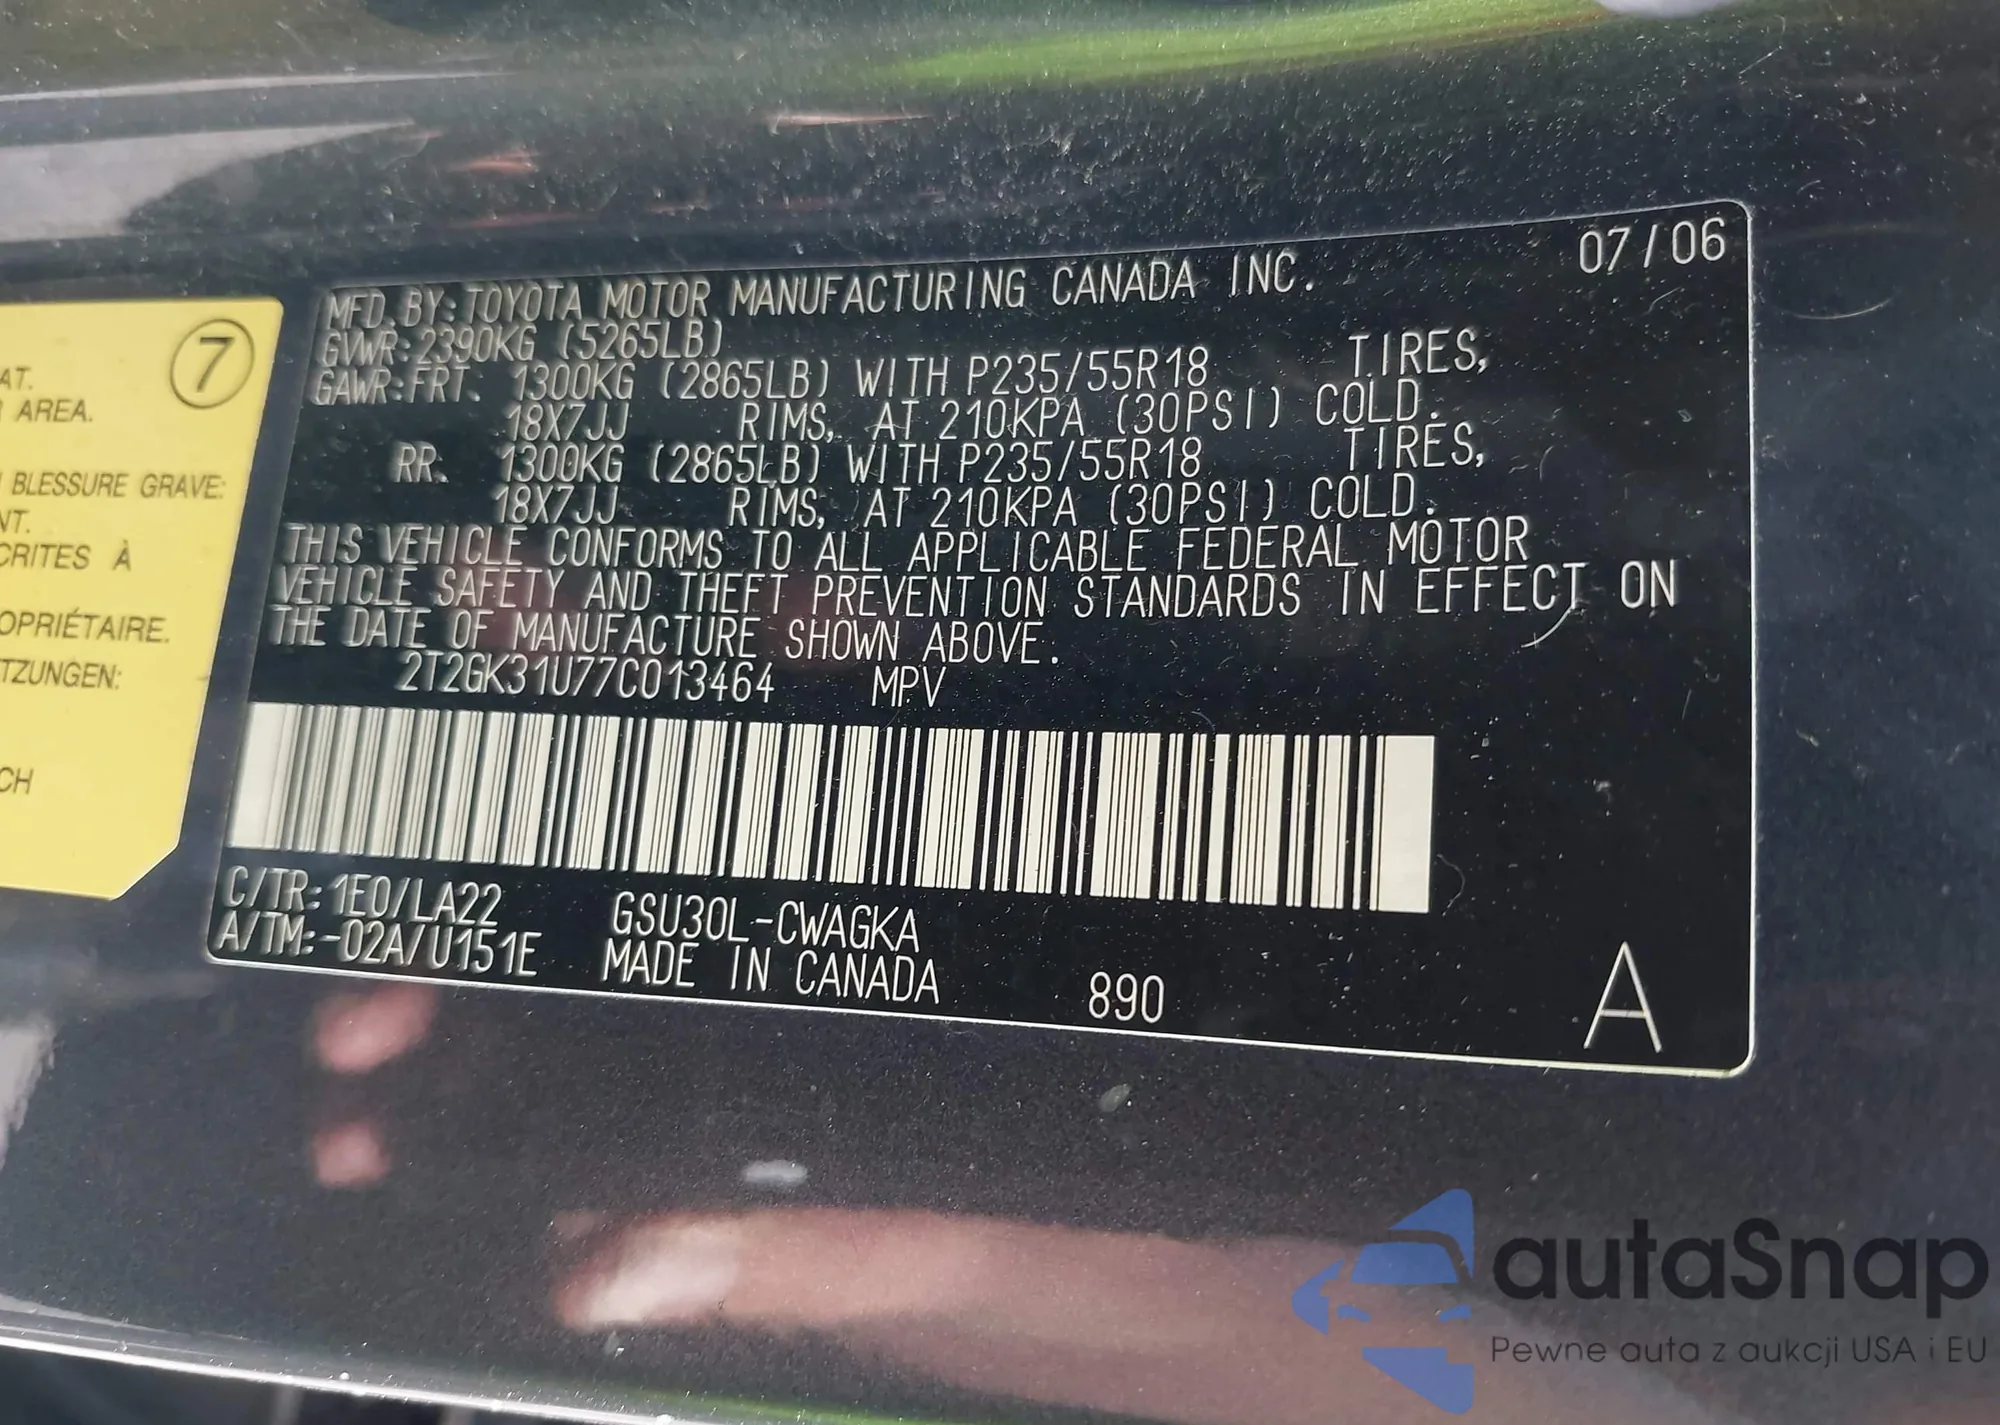 07/06
MFD. BY: TOYOTA MOTOR MANUFACTURING CANADA INC.
GVWR: 2390KG (5265LB)
GAWR: FRT. 1300KG (2865LB) WITH P235/55R18 TIRES,
18X7JJ RIMS, AT 210KPA (30PSI) COLD.
RR. 1300KG (2865LB) WITH P235/55R18 TIRES,
18X7JJ RIMS, AT 210KPA (30PSI) COLD.
THIS VEHICLE CONFORMS TO ALL APPLICABLE FEDERAL MOTOR
VEHICLE SAFETY AND THEFT PREVENTION STANDARDS IN EFFECT ON
THE DATE OF MANUFACTURE SHOWN ABOVE.
2T2GK31U77C013464 MPV
C/TR: 1E0/LA22 GSU30L-CWAGKA
A/TM:-02A/U151E MADE IN CANADA 890 A
7
AT.
AREA.
BLESSURE GRAVE:
NT.
CRITES À
OPRIÉTAIRE.
TZUNGEN:
CH
autaSnap
Pewne auta z aukcji USA i EU